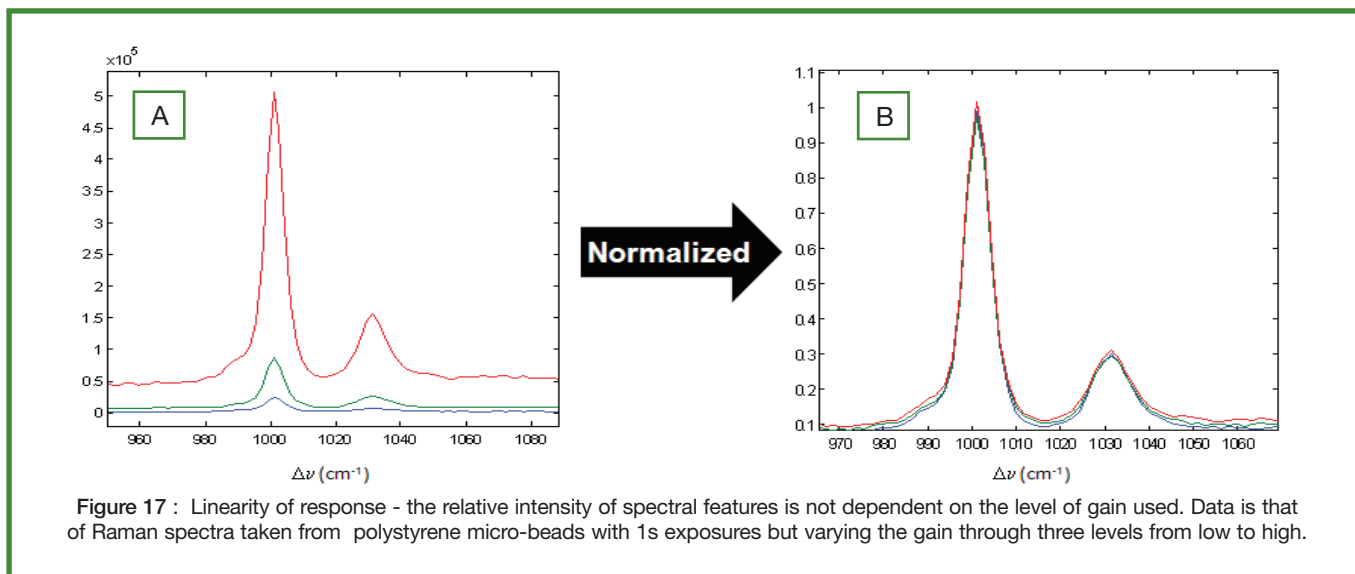 ×10⁵
5
4.5
4
3.5
3
2.5
2
1.5
1
0.5
0
A
960 980 1000 1020 1040 1060 1080
Δν (cm⁻¹)
Normalized
1.1
1
0.9
0.8
0.7
0.6
0.5
0.4
0.3
0.2
0.1
B
970 980 990 1000 1010 1020 1030 1040 1050 1060
Δν (cm⁻¹)
Figure 17 : Linearity of response - the relative intensity of spectral features is not dependent on the level of gain used. Data is that
of Raman spectra taken from polystyrene micro-beads with 1s exposures but varying the gain through three levels from low to high.